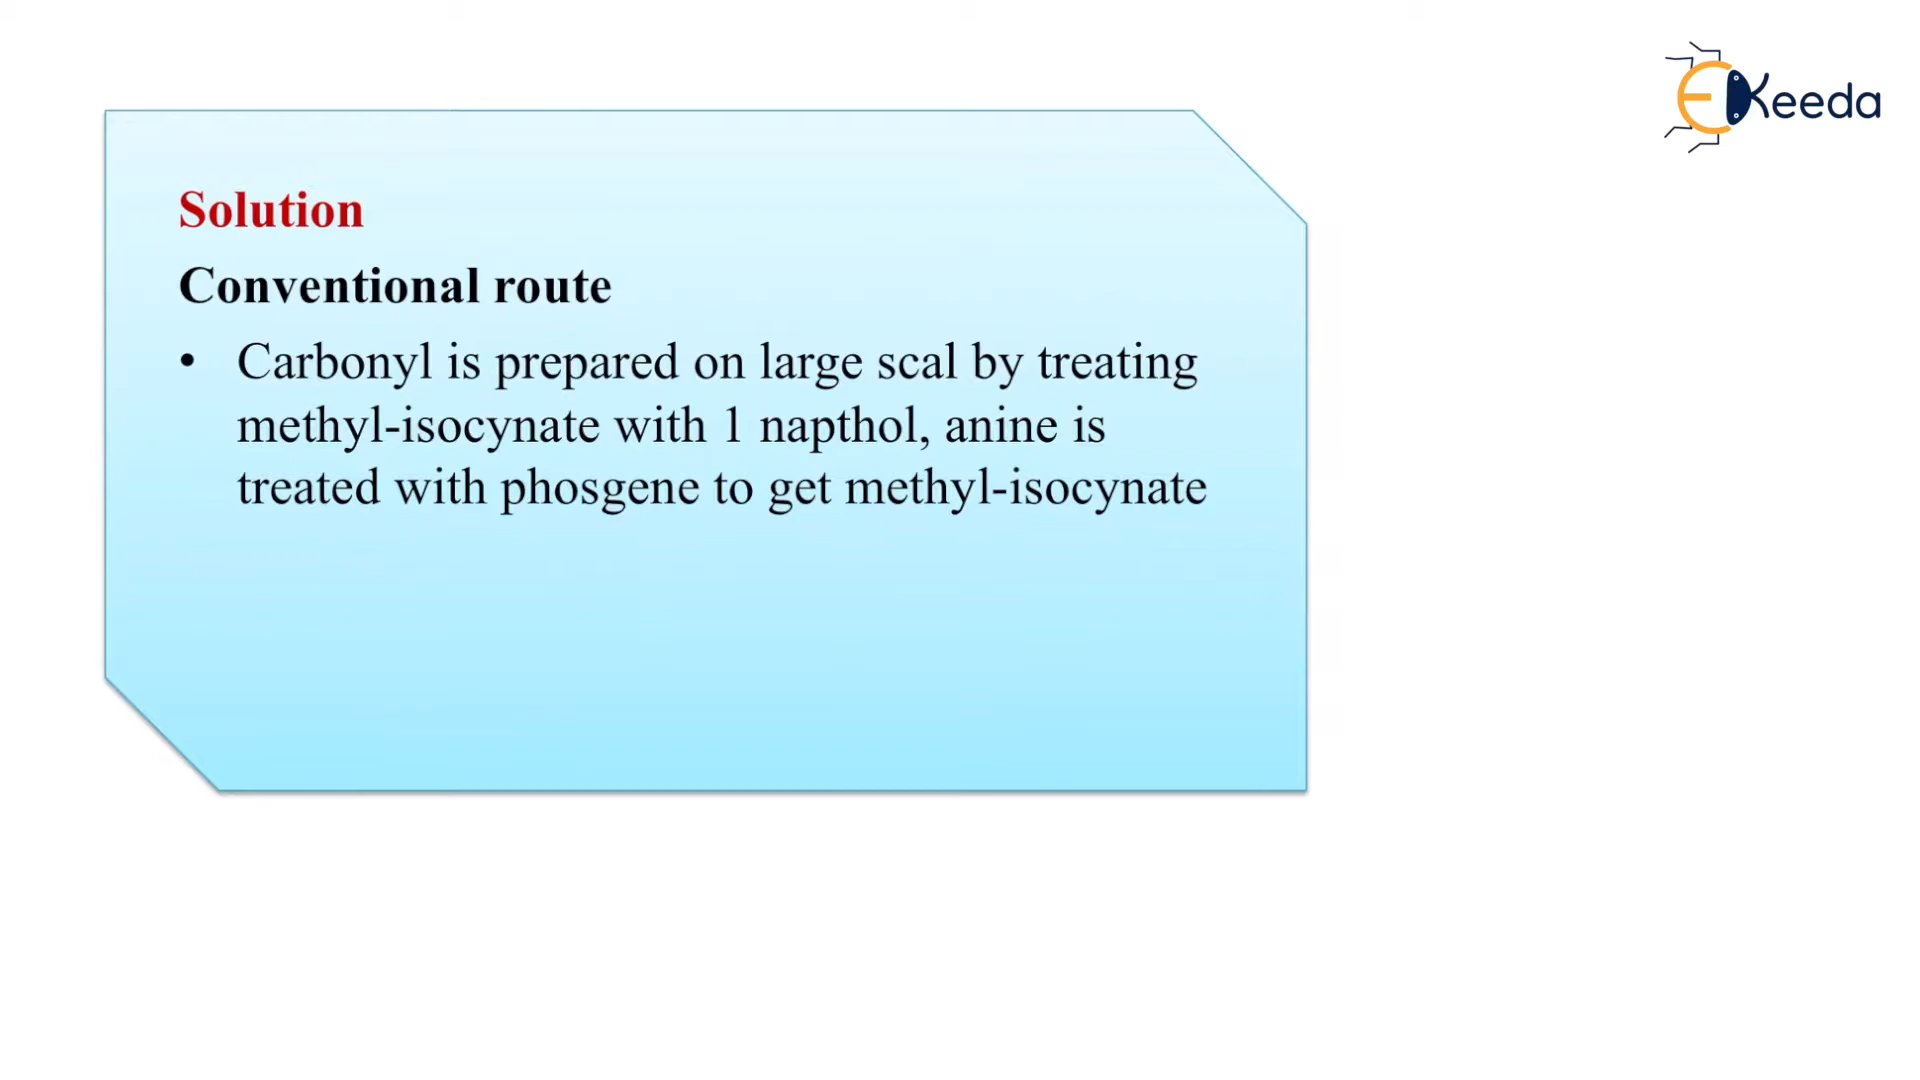 EKeeda
Solution
Conventional route
• Carbonyl is prepared on large scal by treating
methyl-isocynate with 1 napthol, anine is
treated with phosgene to get methyl-isocynate